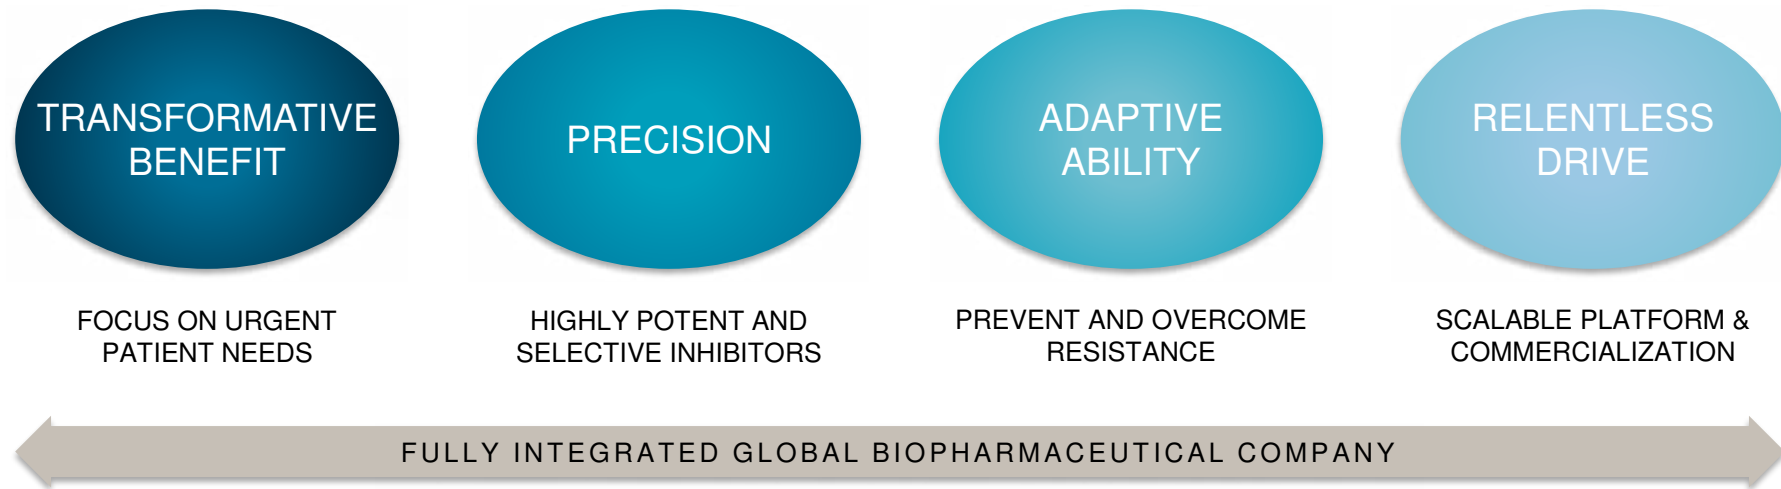 TRANSFORMATIVE
BENEFIT
PRECISION
ADAPTIVE
ABILITY
RELENTLESS
DRIVE
FOCUS ON URGENT
PATIENT NEEDS
HIGHLY POTENT AND
SELECTIVE INHIBITORS
PREVENT AND OVERCOME
RESISTANCE
SCALABLE PLATFORM &
COMMERCIALIZATION
FULLY INTEGRATED GLOBAL BIOPHARMACEUTICAL COMPANY